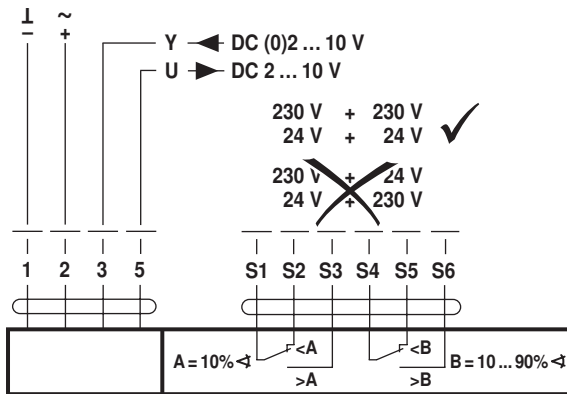 ⊥ ~
− +
Y ◄ DC (0)2 ... 10 V
U ► DC 2 ... 10 V
230 V + 230 V
24 V + 24 V ✓
230 V + 24 V
24 V + 230 V
1 2 3 5 S1 S2 S3 S4 S5 S6
A = 10% ∢ <A <B B = 10 ... 90% ∢
>A >B